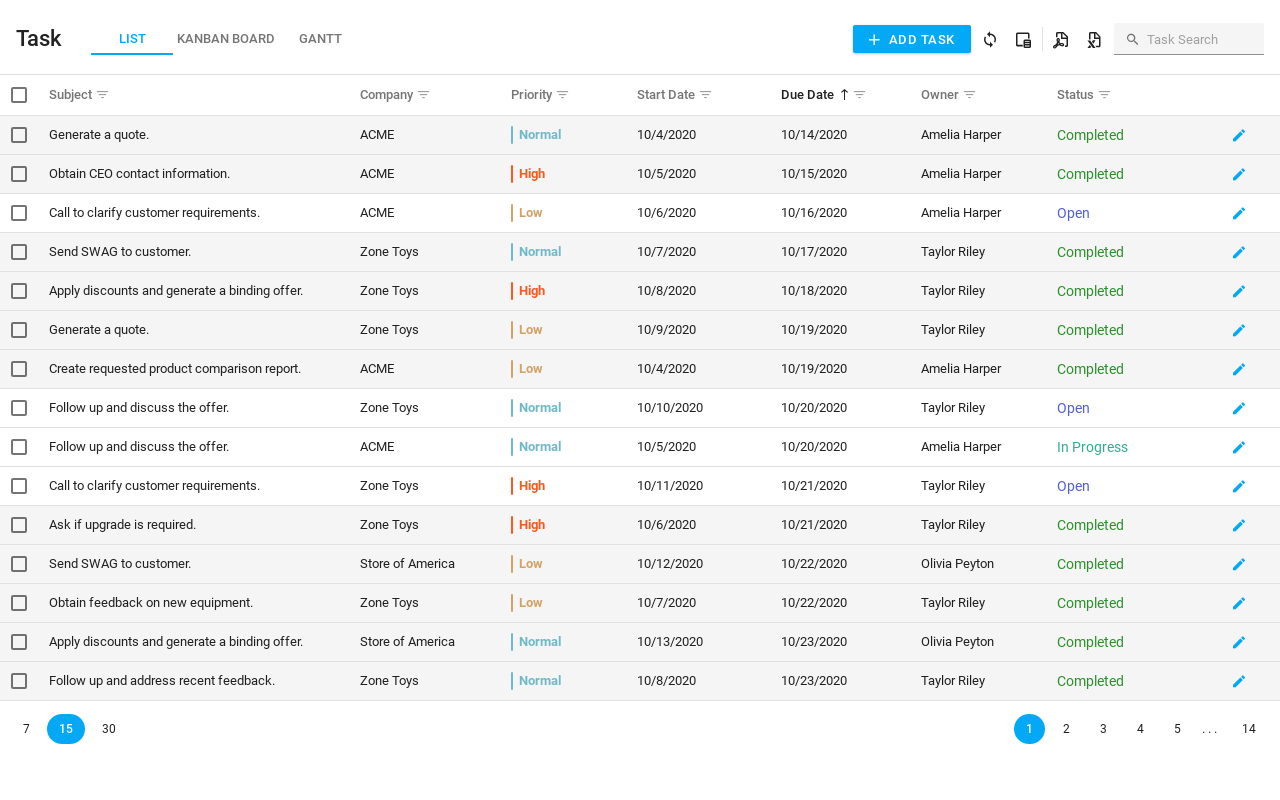 Task LIST KANBAN BOARD GANTT ADD TASK Task Search
Subject Company Priority Start Date Due Date Owner Status
Generate a quote. ACME Normal 10/4/2020 10/14/2020 Amelia Harper Completed
Obtain CEO contact information. ACME High 10/5/2020 10/15/2020 Amelia Harper Completed
Call to clarify customer requirements. ACME Low 10/6/2020 10/16/2020 Amelia Harper Open
Send SWAG to customer. Zone Toys Normal 10/7/2020 10/17/2020 Taylor Riley Completed
Apply discounts and generate a binding offer. Zone Toys High 10/8/2020 10/18/2020 Taylor Riley Completed
Generate a quote. Zone Toys Low 10/9/2020 10/19/2020 Taylor Riley Completed
Create requested product comparison report. ACME Low 10/4/2020 10/19/2020 Amelia Harper Completed
Follow up and discuss the offer. Zone Toys Normal 10/10/2020 10/20/2020 Taylor Riley Open
Follow up and discuss the offer. ACME Normal 10/5/2020 10/20/2020 Amelia Harper In Progress
Call to clarify customer requirements. Zone Toys High 10/11/2020 10/21/2020 Taylor Riley Open
Ask if upgrade is required. Zone Toys High 10/6/2020 10/21/2020 Taylor Riley Completed
Send SWAG to customer. Store of America Low 10/12/2020 10/22/2020 Olivia Peyton Completed
Obtain feedback on new equipment. Zone Toys Low 10/7/2020 10/22/2020 Taylor Riley Completed
Apply discounts and generate a binding offer. Store of America Normal 10/13/2020 10/23/2020 Olivia Peyton Completed
Follow up and address recent feedback. Zone Toys Normal 10/8/2020 10/23/2020 Taylor Riley Completed
7 15 30 1 2 3 4 5 . . . 14